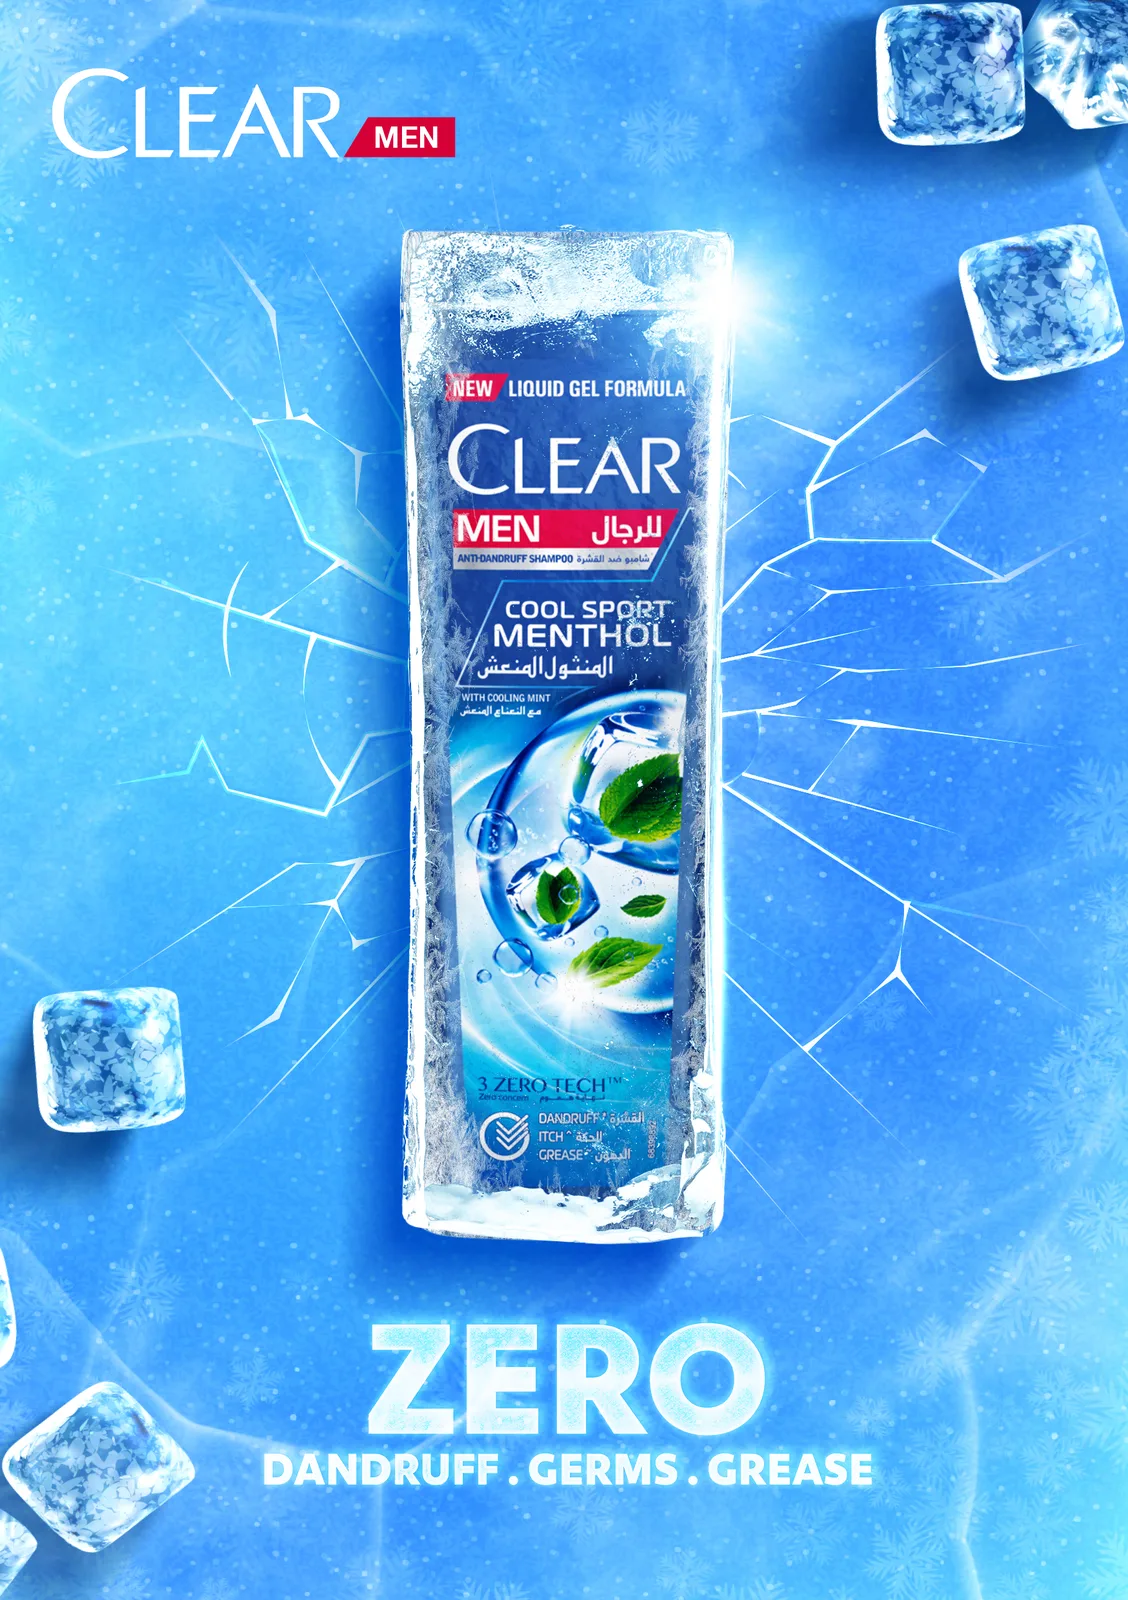 CLEAR MEN
NEW LIQUID GEL FORMULA
CLEAR
MEN للرجال
ANTI-DANDRUFF SHAMPOO شامبو ضد القشرة
COOL SPORT
MENTHOL
المنثول المنعش
WITH COOLING MINT
مع النعناع المنعش
3 ZERO TECH™
Zero concern
DANDRUFF* القشرة
ITCH^ الحكة
GREASE* الدهون
ZERO
DANDRUFF . GERMS . GREASE